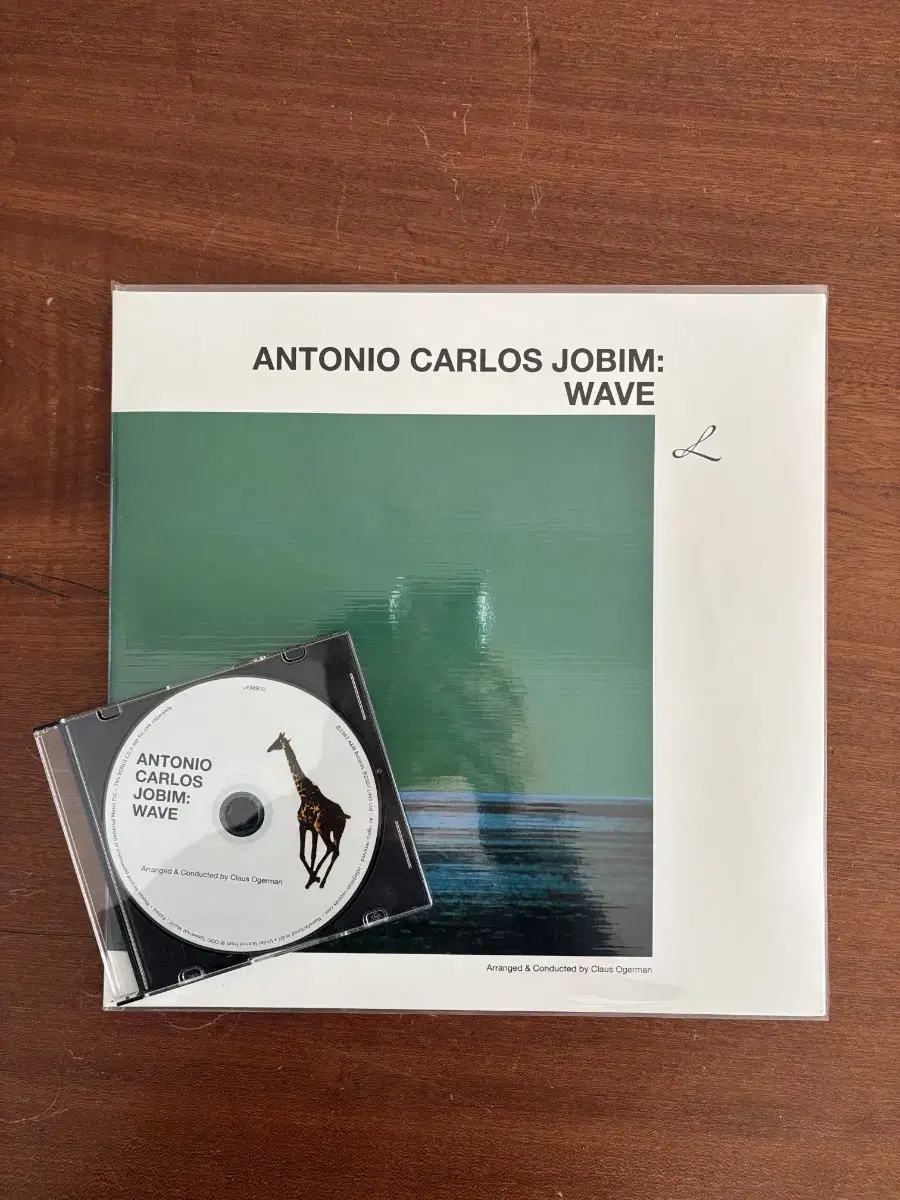 ANTONIO CARLOS JOBIM:
WAVE
L
ANTONIO
CARLOS
JOBIM:
WAVE
Arranged & Conducted by Claus Ogerman
Arranged & Conducted by Claus Ogerman